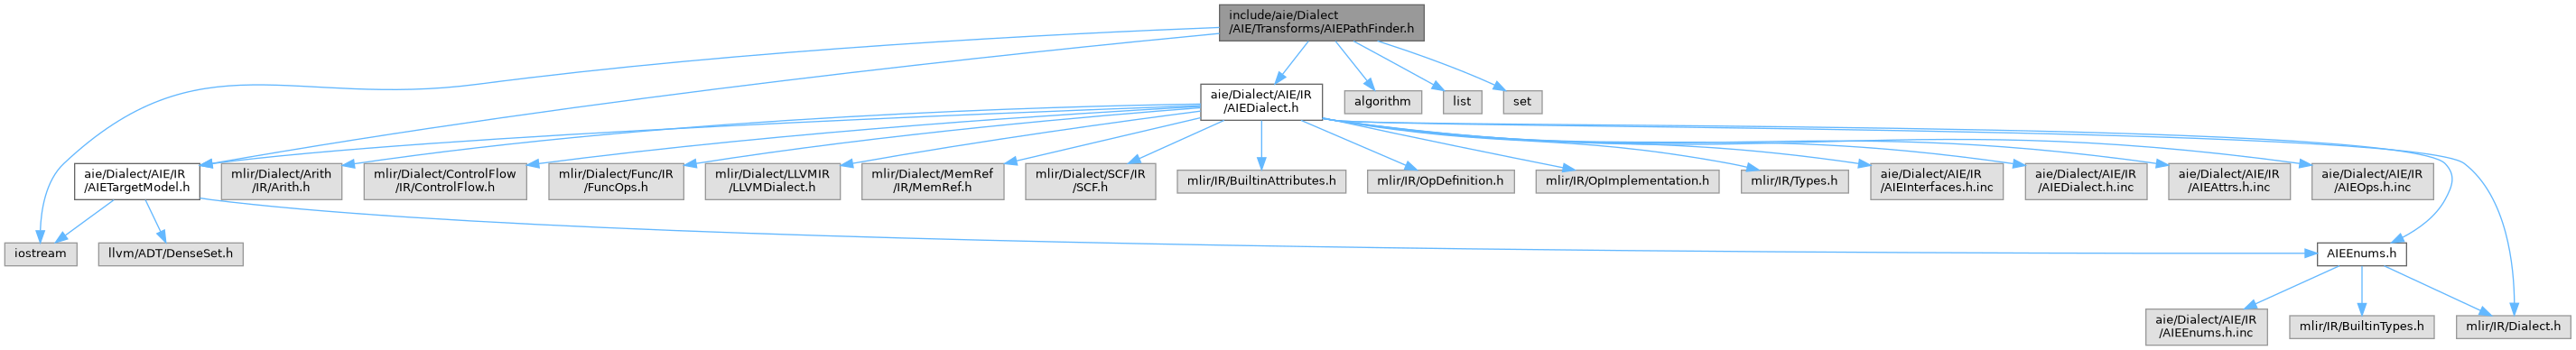 include/aie/Dialect
/AIE/Transforms/AIEPathFinder.h
aie/Dialect/AIE/IR
/AIEDialect.h
algorithm
list
set
aie/Dialect/AIE/IR
/AIETargetModel.h
mlir/Dialect/Arith
/IR/Arith.h
mlir/Dialect/ControlFlow
/IR/ControlFlow.h
mlir/Dialect/Func/IR
/FuncOps.h
mlir/Dialect/LLVMIR
/LLVMDialect.h
mlir/Dialect/MemRef
/IR/MemRef.h
mlir/Dialect/SCF/IR
/SCF.h
mlir/IR/BuiltinAttributes.h
mlir/IR/OpDefinition.h
mlir/IR/OpImplementation.h
mlir/IR/Types.h
aie/Dialect/AIE/IR
/AIEInterfaces.h.inc
aie/Dialect/AIE/IR
/AIEDialect.h.inc
aie/Dialect/AIE/IR
/AIEAttrs.h.inc
aie/Dialect/AIE/IR
/AIEOps.h.inc
iostream
llvm/ADT/DenseSet.h
AIEEnums.h
aie/Dialect/AIE/IR
/AIEEnums.h.inc
mlir/IR/BuiltinTypes.h
mlir/IR/Dialect.h